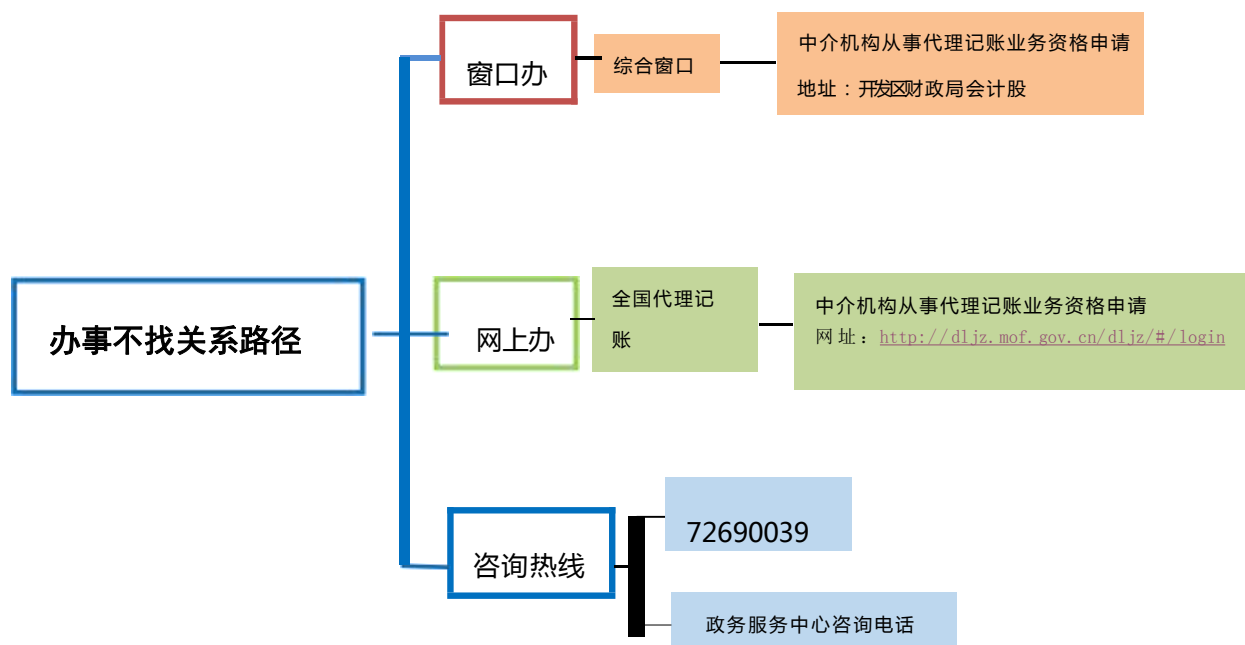 窗口办
综合窗口
中介机构从事代理记账业务资格申请
地址：开发区财政局会计股
办事不找关系路径
网上办
全国代理记
账
中介机构从事代理记账业务资格申请
网址：http://dljz.mof.gov.cn/dljz/#/login
咨询热线
72690039
政务服务中心咨询电话